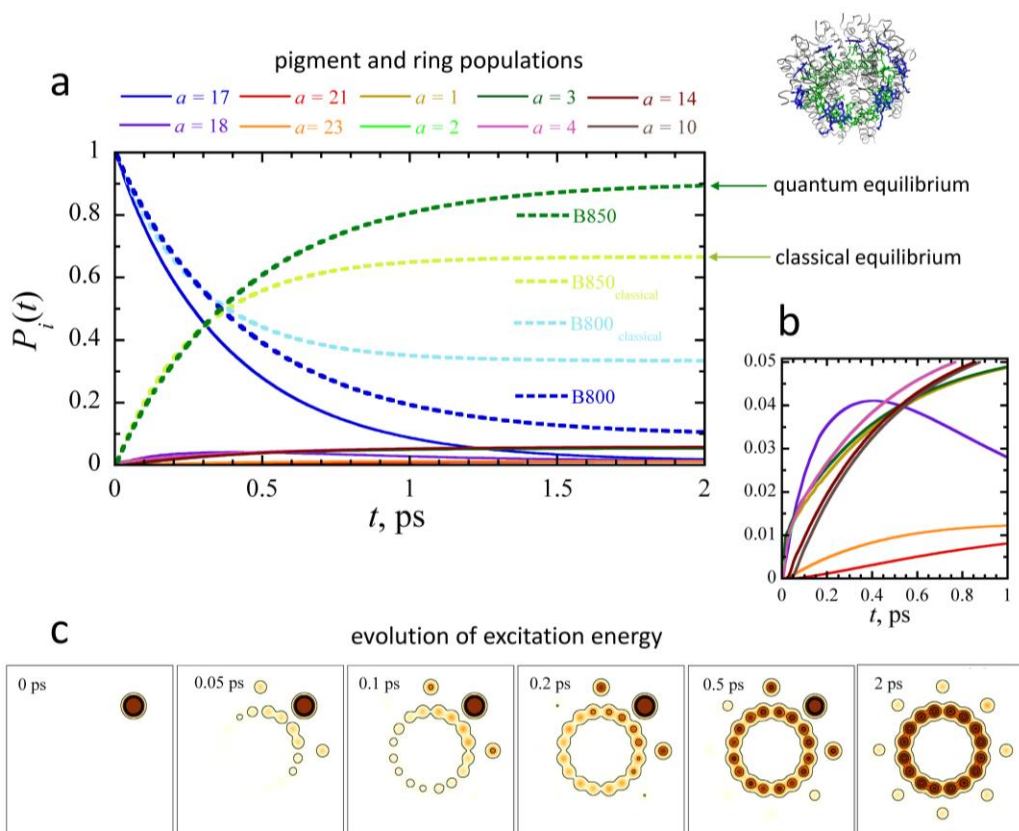 pigment and ring populations
a
a = 17 a = 21 a = 1 a = 3 a = 14
a = 18 a = 23 a = 2 a = 4 a = 10
1
0.8
0.6
0.4
0.2
0
P_i(t)
B850
B850 classical
B800 classical
B800
0 0.5 1 1.5 2
t, ps
quantum equilibrium
classical equilibrium
b
0.05
0.04
0.03
0.02
0.01
0
0 0.2 0.4 0.6 0.8 1
t, ps
c
evolution of excitation energy
0 ps 0.05 ps 0.1 ps 0.2 ps 0.5 ps 2 ps